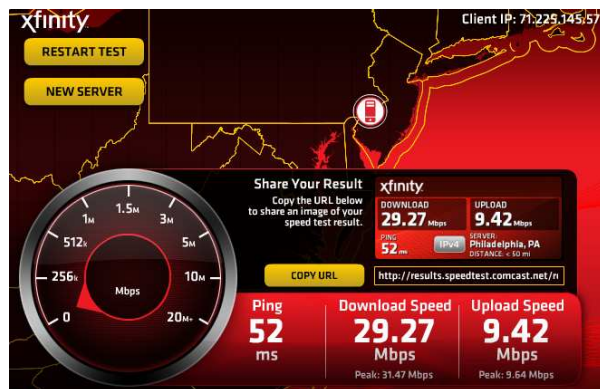 xfinity.
Client IP: 71.225.145.57
RESTART TEST
NEW SERVER
Share Your Result
Copy the URL below
to share an image of your
speed test result.
COPY URL
xfinity.
DOWNLOAD
29.27 Mbps
UPLOAD
9.42 Mbps
PING
52 ms
IPv4
SERVER:
Philadelphia, PA
DISTANCE: < 50 mi
http://results.speedtest.comcast.net/r
0
256k
512k
1M
1.5M
3M
5M
10M
20M+
Mbps
Ping
52
ms
Download Speed
29.27
Mbps
Peak: 31.47 Mbps
Upload Speed
9.42
Mbps
Peak: 9.64 Mbps